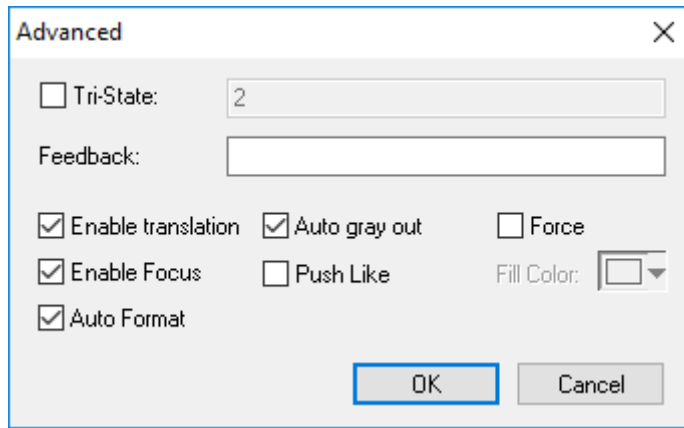 Advanced
Tri-State: 2
Feedback:
Enable translation Auto gray out Force
Enable Focus Push Like Fill Color:
Auto Format
OK Cancel